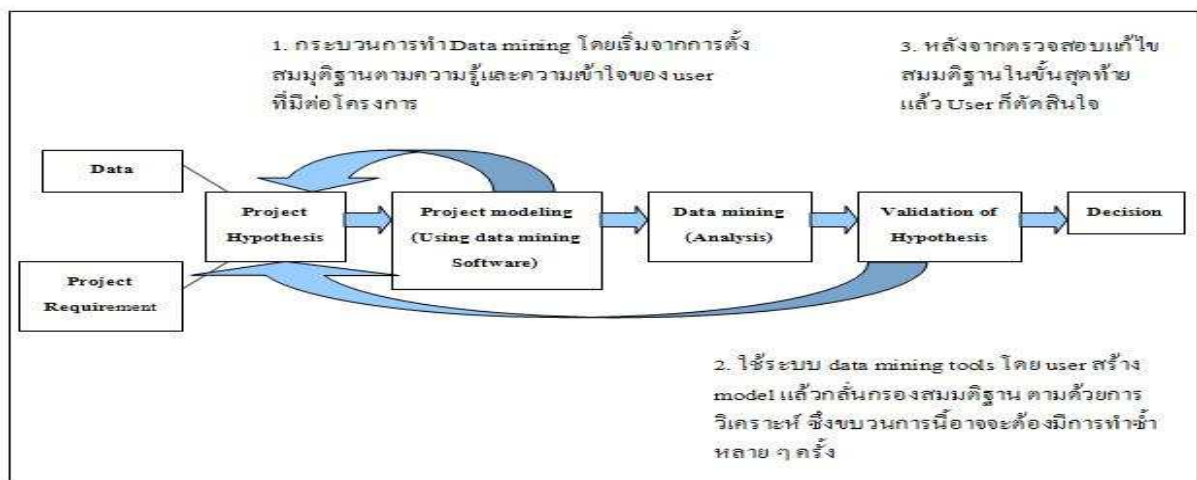 1. กระบวนการทำ Data mining โดยเริ่มจากการตั้ง
สมมุติฐานตามความรู้และความเข้าใจของ user
ที่มีต่อโครงการ
3. หลังจากตรวจสอบแก้ไข
สมมติฐานในขั้นสุดท้าย
แล้ว User ก็ตัดสินใจ
Data
Project
Hypothesis
Project modeling
(Using data mining
Software)
Data mining
(Analysis)
Validation of
Hypothesis
Decision
Project
Requirement
2. ใช้ระบบ data mining tools โดย user สร้าง
model แล้วกลั่นกรองสมมติฐาน ตามด้วยการ
วิเคราะห์ ซึ่งขบวนการนี้อาจจะต้องมีการทำซ้ำ
หลาย ๆ ครั้ง